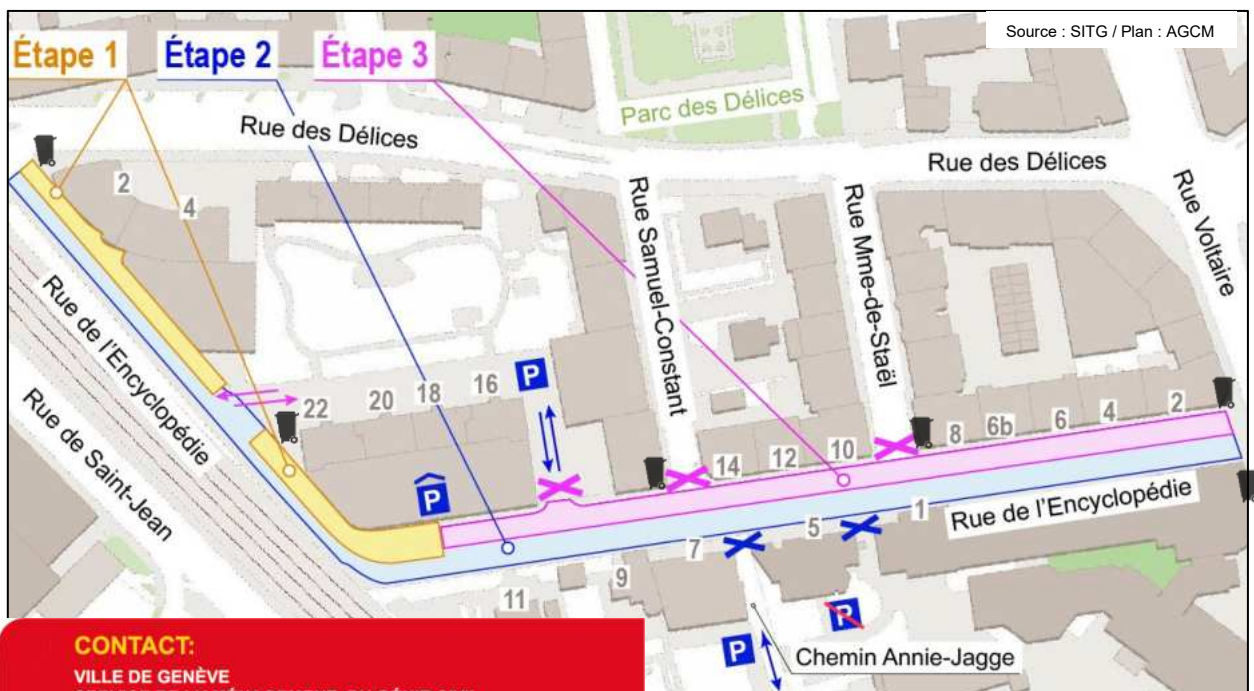 Source : SITG / Plan : AGCM
Étape 1
Étape 2
Étape 3
Parc des Délices
Rue des Délices
Rue des Délices
2
4
Rue Samuel-Constant
Rue Mme-de-Staël
Rue Voltaire
Rue de l'Encyclopédie
Rue de Saint-Jean
22
20
18
16
P
P
14
12
10
8
6b
6
4
2
Rue de l'Encyclopédie
1
5
7
9
11
P
P
Chemin Annie-Jagge
CONTACT:
VILLE DE GENÈVE